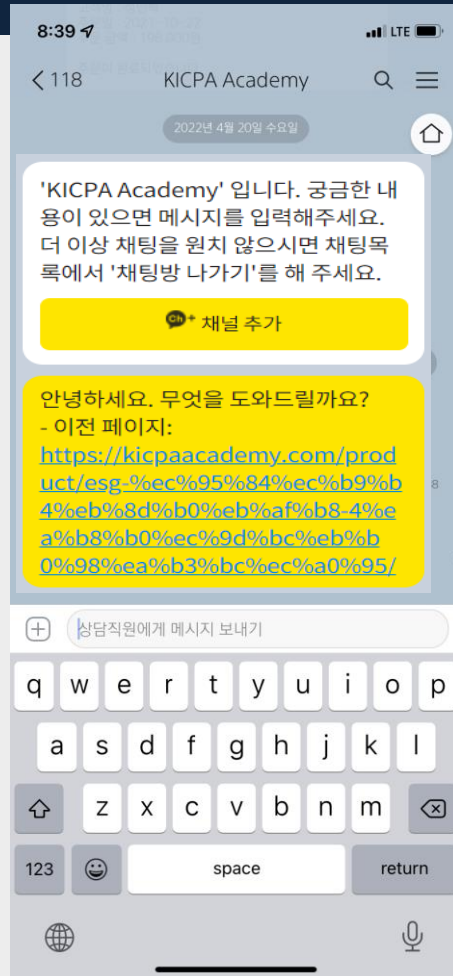 8:39
LTE
118
KICPA Academy
2022년 4월 20일 수요일
'KICPA Academy' 입니다. 궁금한 내
용이 있으면 메시지를 입력해주세요.
더 이상 채팅을 원치 않으시면 채팅목
록에서 '채팅방 나가기'를 해 주세요.
Ch+ 채널 추가
안녕하세요. 무엇을 도와드릴까요?
- 이전 페이지:
https://kicpaacademy.com/prod
uct/esg-%ec%95%84%ec%b9%b
4%eb%8d%b0%eb%af%b8-4%e
a%b8%b0%ec%9d%bc%eb%b
0%98%ea%b3%bc%ec%a0%95/
상담직원에게 메시지 보내기
q w e r t y u i o p
a s d f g h j k l
z x c v b n m
123 space return